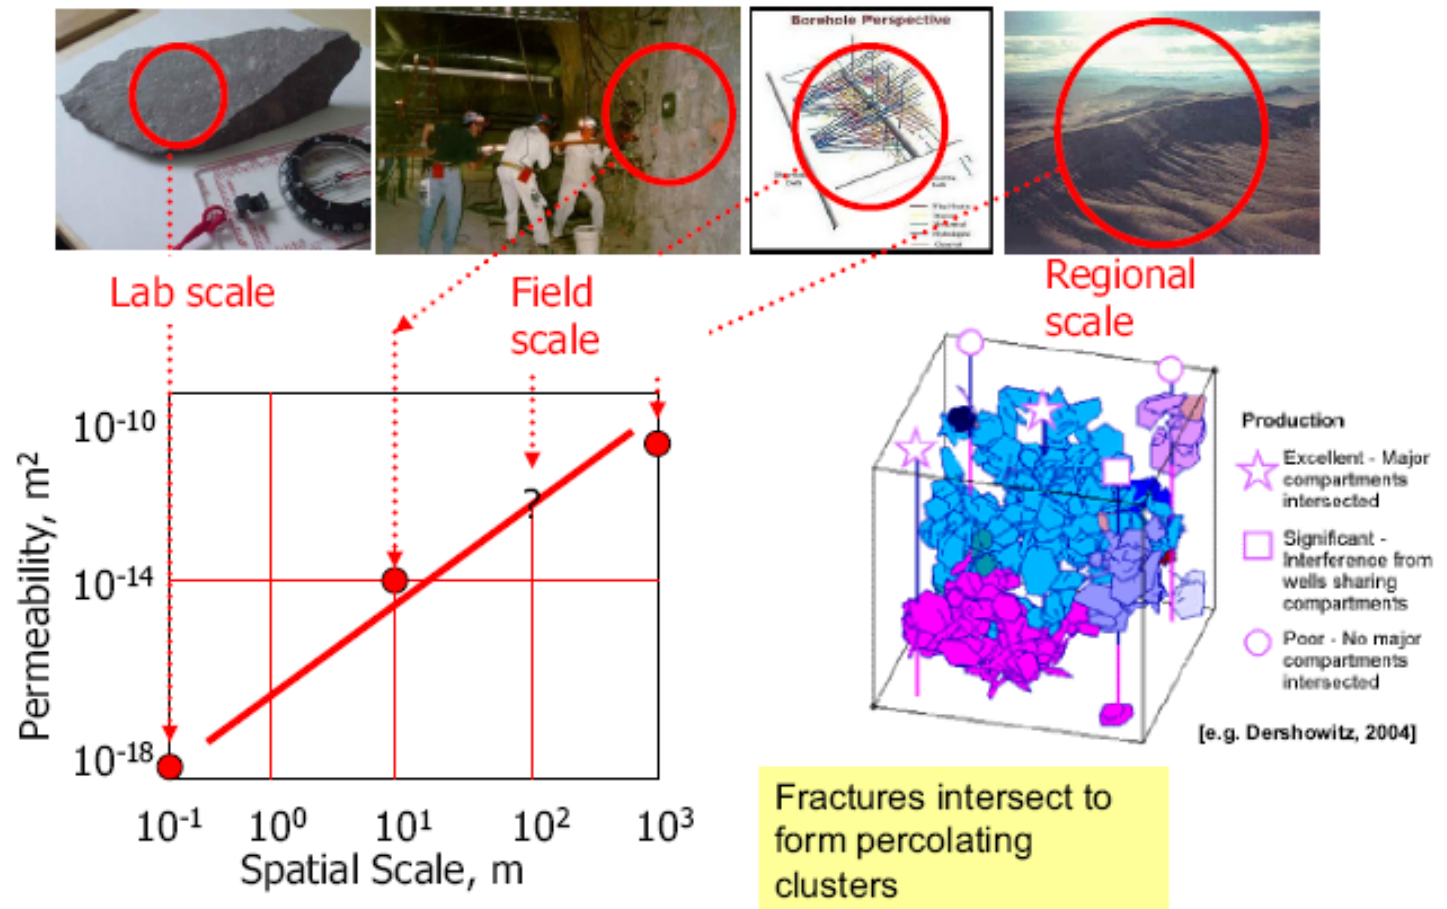 Borehole Perspective
Lab scale
Field
scale
Regional
scale
10⁻¹⁰
10⁻¹⁴
10⁻¹⁸
Permeability, m²
?
10⁻¹
10⁰
10¹
10²
10³
Spatial Scale, m
Production
Excellent - Major
compartments
intersected
Significant -
Interference from
wells sharing
compartments
Poor - No major
compartments
intersected
[e.g. Dershowitz, 2004]
Fractures intersect to
form percolating
clusters